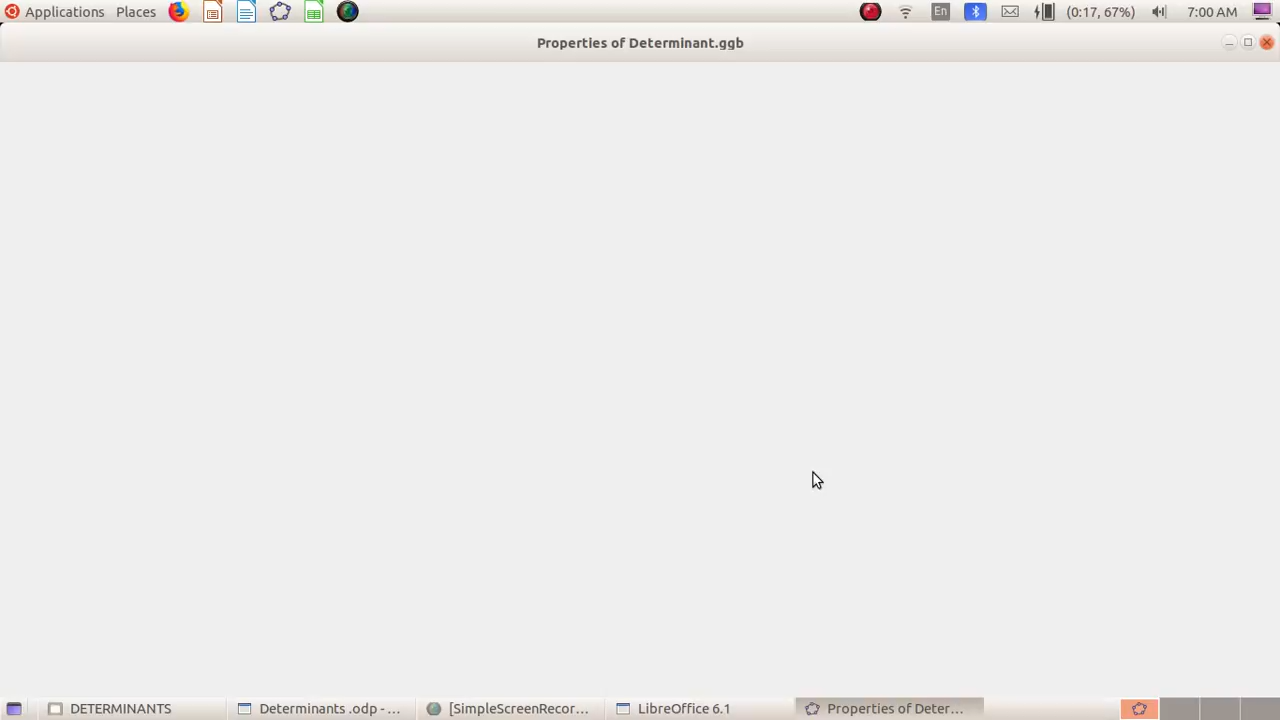 Applications Places En (0:17, 67%) 7:00 AM
Properties of Determinant.ggb
DETERMINANTS Determinants .odp - ... [SimpleScreenRecor... LibreOffice 6.1 Properties of Deter...